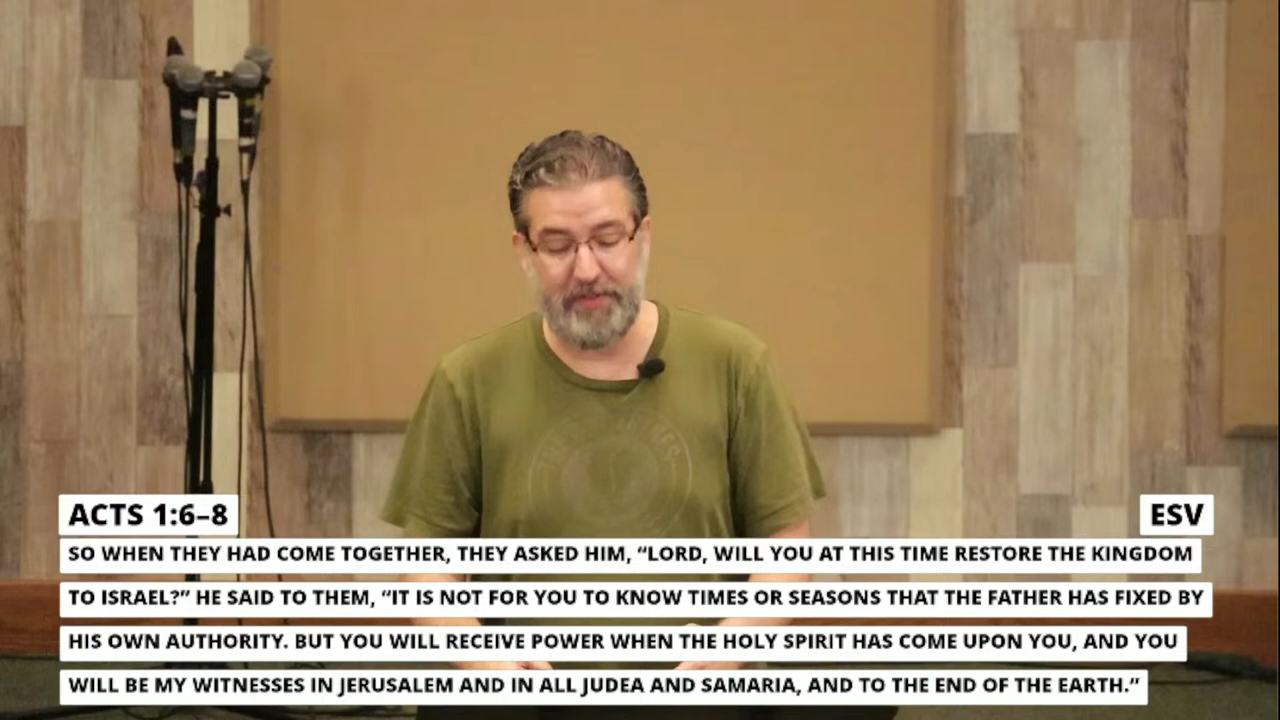 ACTS 1:6–8
ESV
SO WHEN THEY HAD COME TOGETHER, THEY ASKED HIM, “LORD, WILL YOU AT THIS TIME RESTORE THE KINGDOM
TO ISRAEL?” HE SAID TO THEM, “IT IS NOT FOR YOU TO KNOW TIMES OR SEASONS THAT THE FATHER HAS FIXED BY
HIS OWN AUTHORITY. BUT YOU WILL RECEIVE POWER WHEN THE HOLY SPIRIT HAS COME UPON YOU, AND YOU
WILL BE MY WITNESSES IN JERUSALEM AND IN ALL JUDEA AND SAMARIA, AND TO THE END OF THE EARTH.”